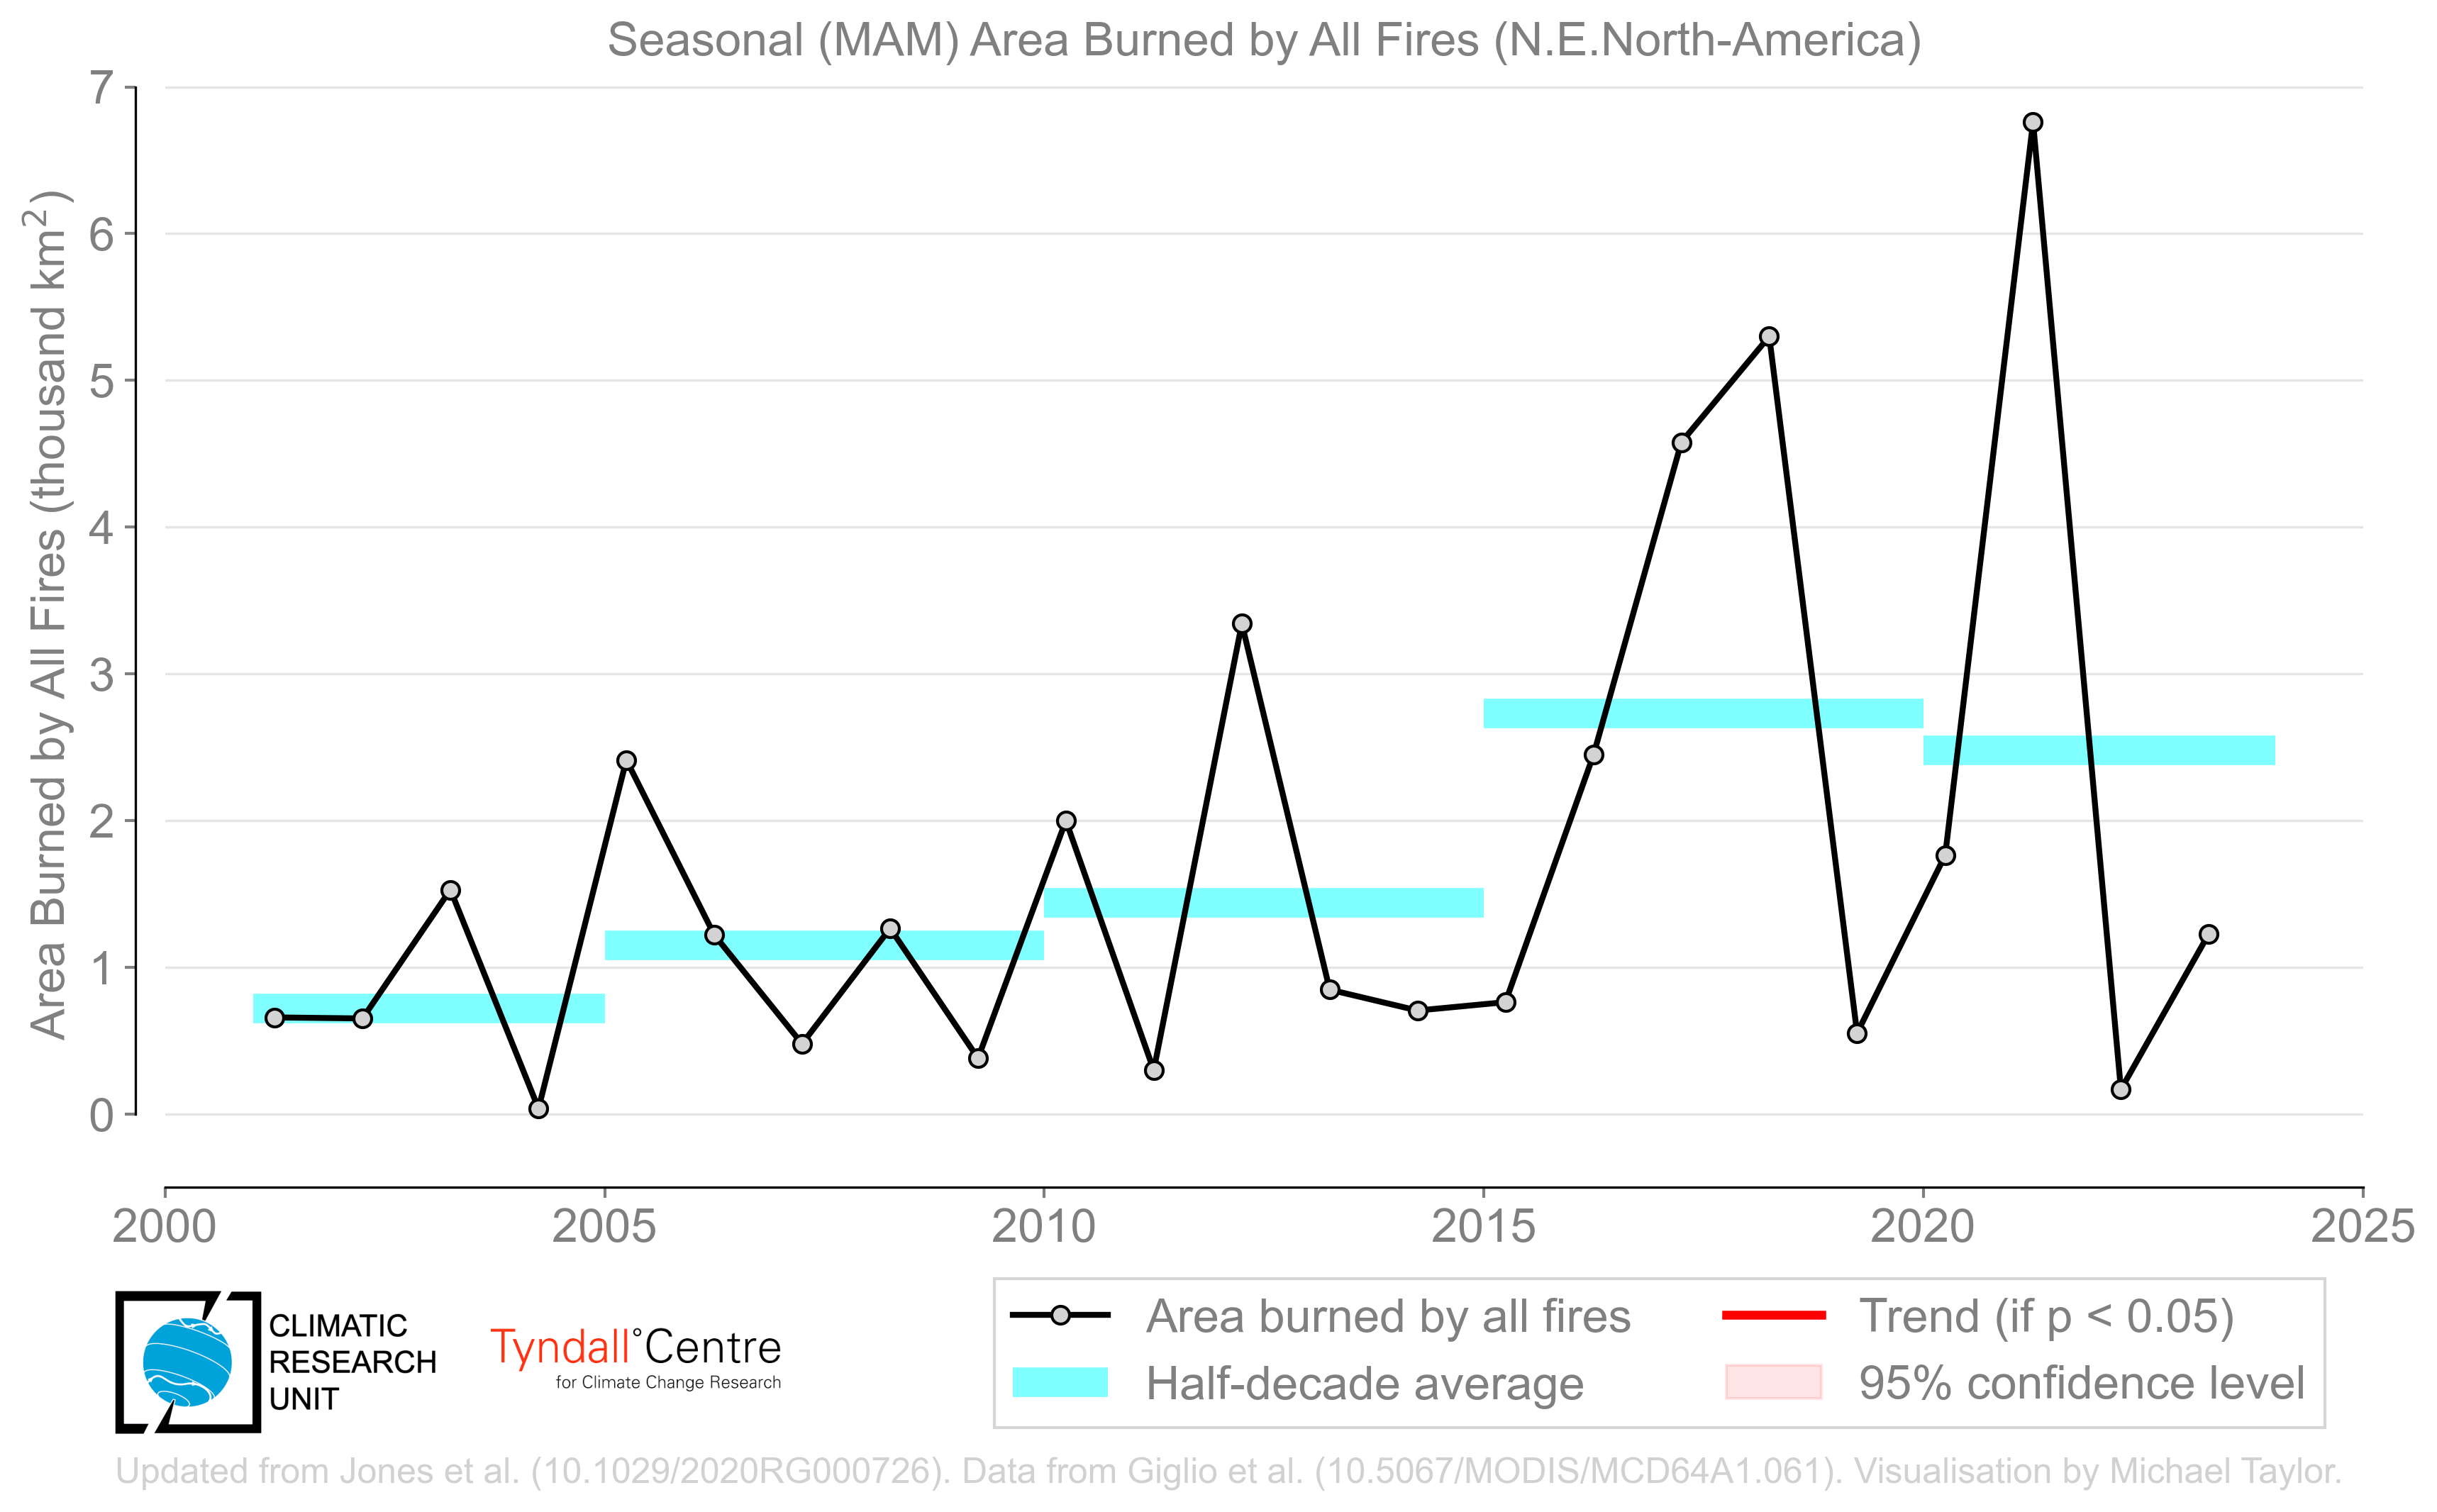 Seasonal (MAM) Area Burned by All Fires (N.E.North-America)
Area Burned by All Fires (thousand km²)
7
6
5
4
3
2
1
0
2000 2005 2010 2015 2020 2025
CLIMATIC
RESEARCH
UNIT
Tyndall°Centre
for Climate Change Research
Area burned by all fires
Half-decade average
Trend (if p < 0.05)
95% confidence level
Updated from Jones et al. (10.1029/2020RG000726). Data from Giglio et al. (10.5067/MODIS/MCD64A1.061). Visualisation by Michael Taylor.